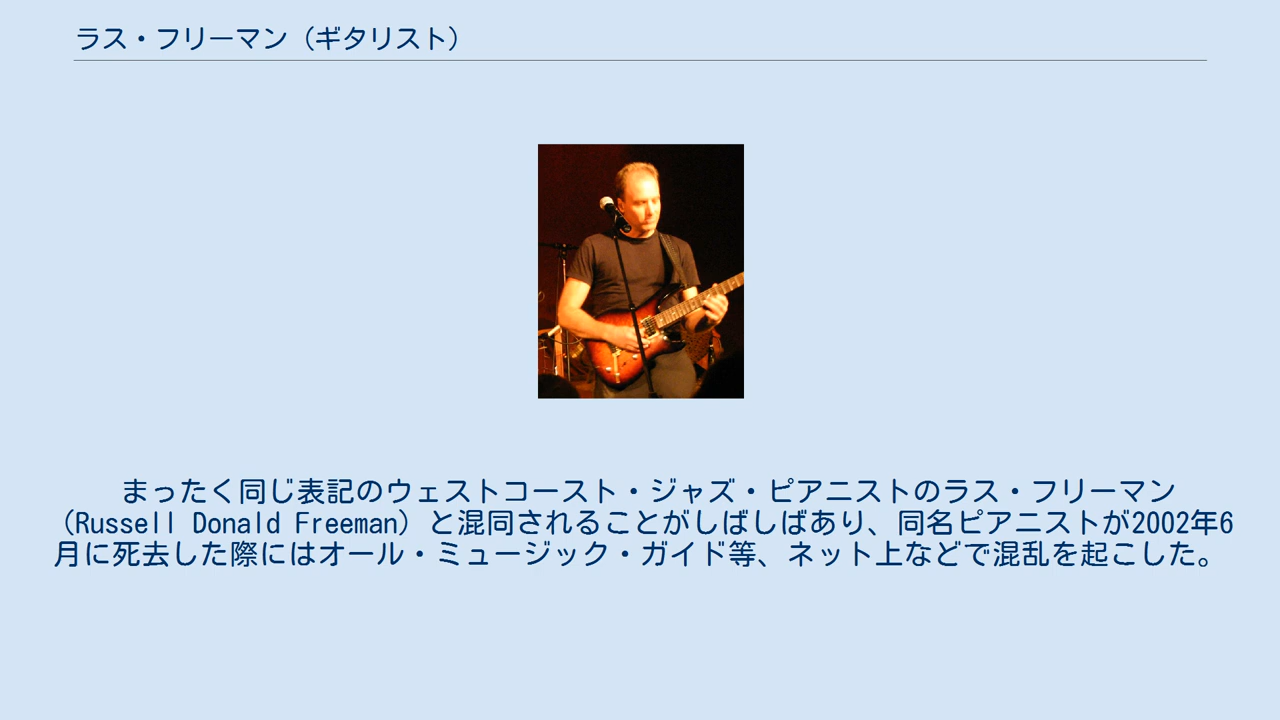 ラス・フリーマン（ギタリスト）
まったく同じ表記のウェストコースト・ジャズ・ピアニストのラス・フリーマン
（Russell Donald Freeman）と混同されることがしばしばあり、同名ピアニストが2002年6
月に死去した際にはオール・ミュージック・ガイド等、ネット上などで混乱を起こした。